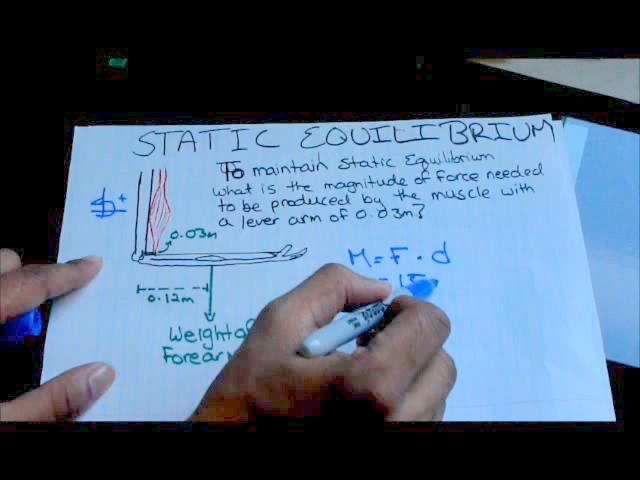 STATIC EQUILIBRIUM
To maintain static Equilibrium
what is the magnitude of force needed
to be produced by the muscle with
a lever arm of 0.03m?
+
0.03m
0.12m
Weight of
Forearm
M = F · d
= 15